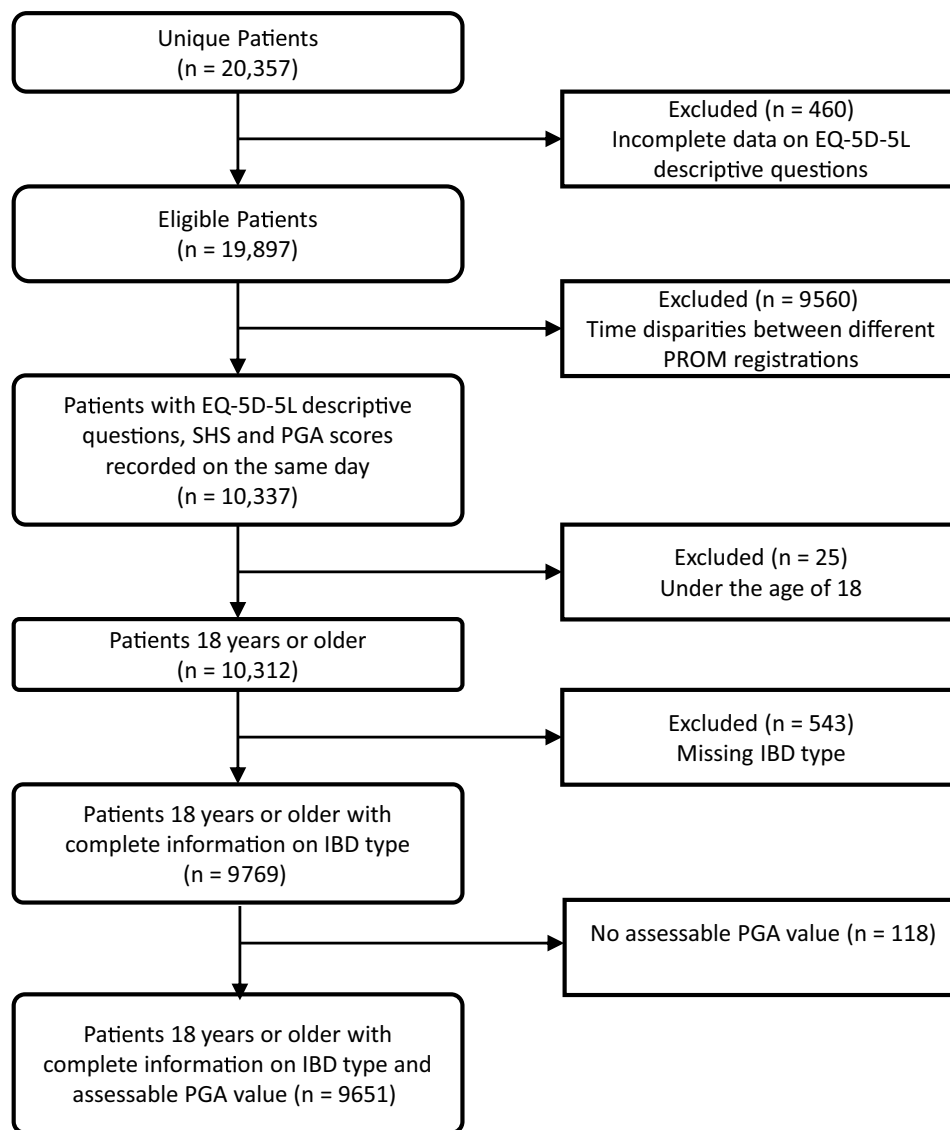 Unique Patients
(n = 20,357)
Excluded (n = 460)
Incomplete data on EQ-5D-5L
descriptive questions
Eligible Patients
(n = 19,897)
Excluded (n = 9560)
Time disparities between different
PROM registrations
Patients with EQ-5D-5L descriptive
questions, SHS and PGA scores
recorded on the same day
(n = 10,337)
Excluded (n = 25)
Under the age of 18
Patients 18 years or older
(n = 10,312)
Excluded (n = 543)
Missing IBD type
Patients 18 years or older with
complete information on IBD type
(n = 9769)
No assessable PGA value (n = 118)
Patients 18 years or older with
complete information on IBD type and
assessable PGA value (n = 9651)